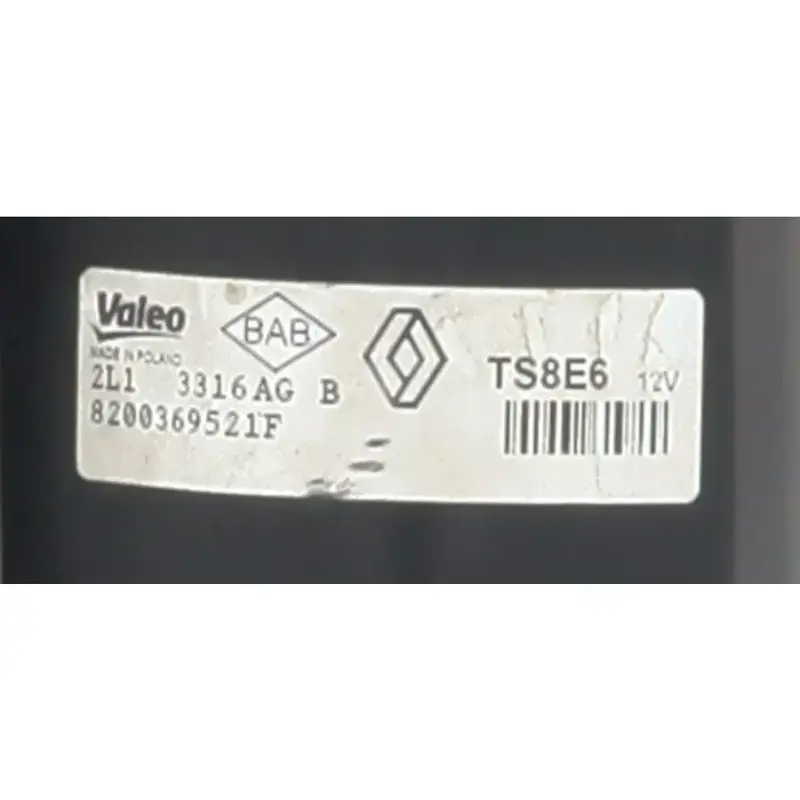 Valeo
BAB
MADE IN POLAND
2L1 3316AG B
8200369521F
TS8E6 12V